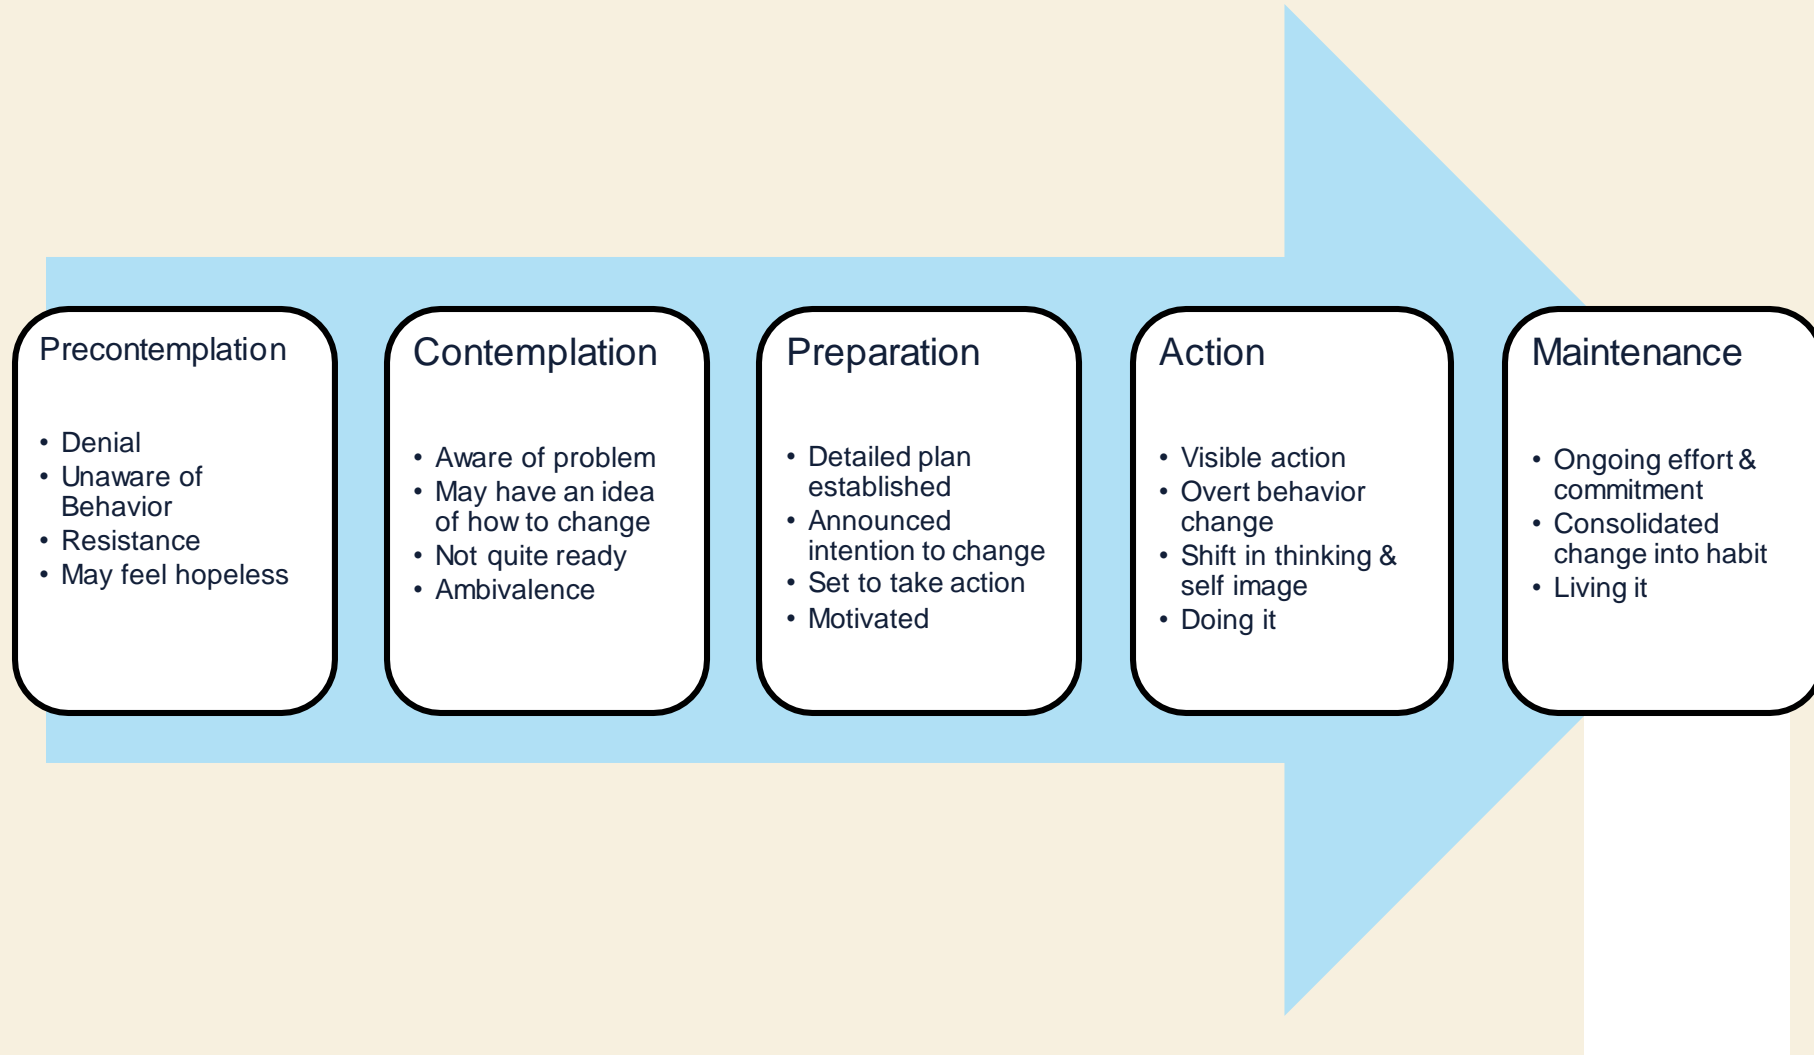 Precontemplation
• Denial
• Unaware of
Behavior
• Resistance
• May feel hopeless
Contemplation
• Aware of problem
• May have an idea
of how to change
• Not quite ready
• Ambivalence
Preparation
• Detailed plan
established
• Announced
intention to change
• Set to take action
• Motivated
Action
• Visible action
• Overt behavior
change
• Shift in thinking &
self image
• Doing it
Maintenance
• Ongoing effort &
commitment
• Consolidated
change into habit
• Living it